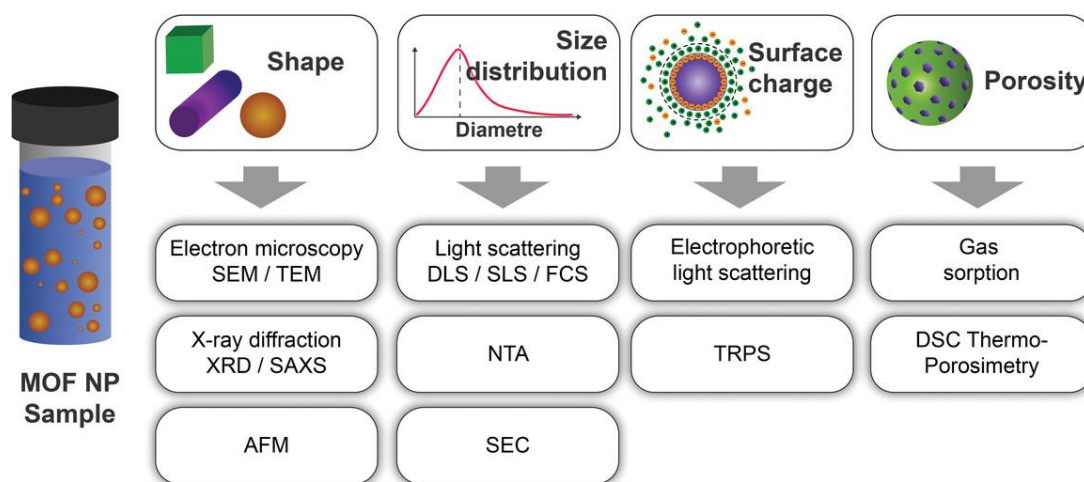 Shape
Size
distribution
Diametre
Surface
charge
Porosity
MOF NP
Sample
Electron microscopy
SEM / TEM
Light scattering
DLS / SLS / FCS
Electrophoretic
light scattering
Gas
sorption
X-ray diffraction
XRD / SAXS
NTA
TRPS
DSC Thermo-
Porosimetry
AFM
SEC